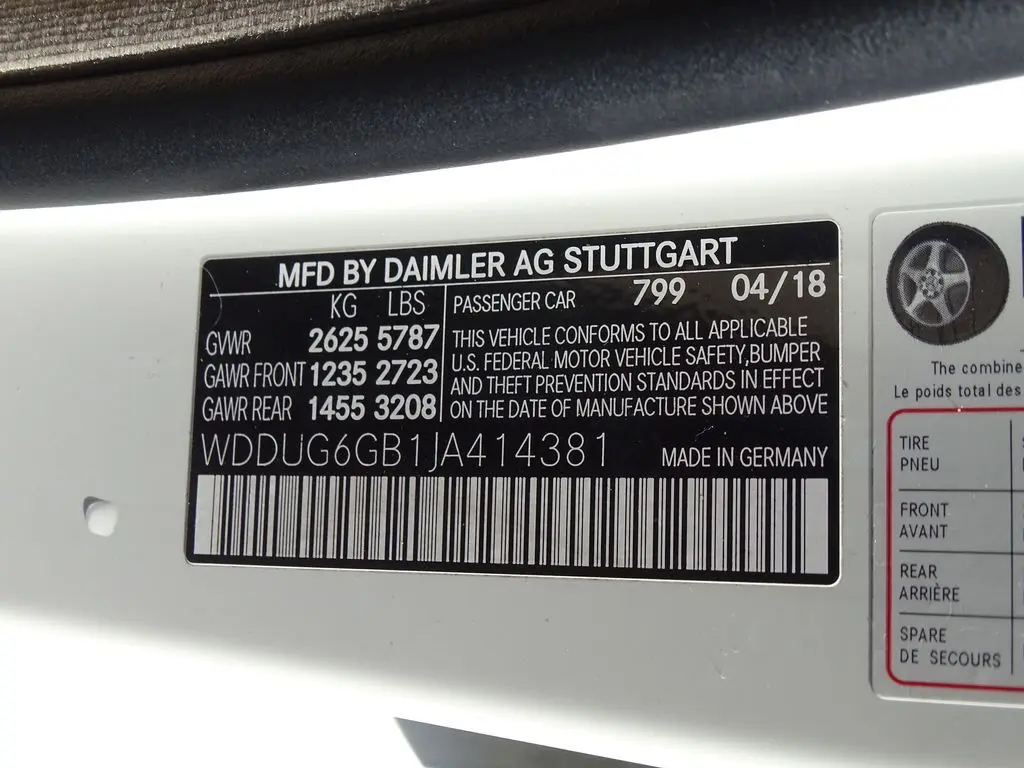 MFD BY DAIMLER AG STUTTGART
KG LBS
GVWR 2625 5787
GAWR FRONT 1235 2723
GAWR REAR 1455 3208
PASSENGER CAR 799 04/18
THIS VEHICLE CONFORMS TO ALL APPLICABLE
U.S. FEDERAL MOTOR VEHICLE SAFETY,BUMPER
AND THEFT PREVENTION STANDARDS IN EFFECT
ON THE DATE OF MANUFACTURE SHOWN ABOVE
WDDUG6GB1JA414381 MADE IN GERMANY
The combine
Le poids total des
TIRE
PNEU
FRONT
AVANT
REAR
ARRIÈRE
SPARE
DE SECOURS